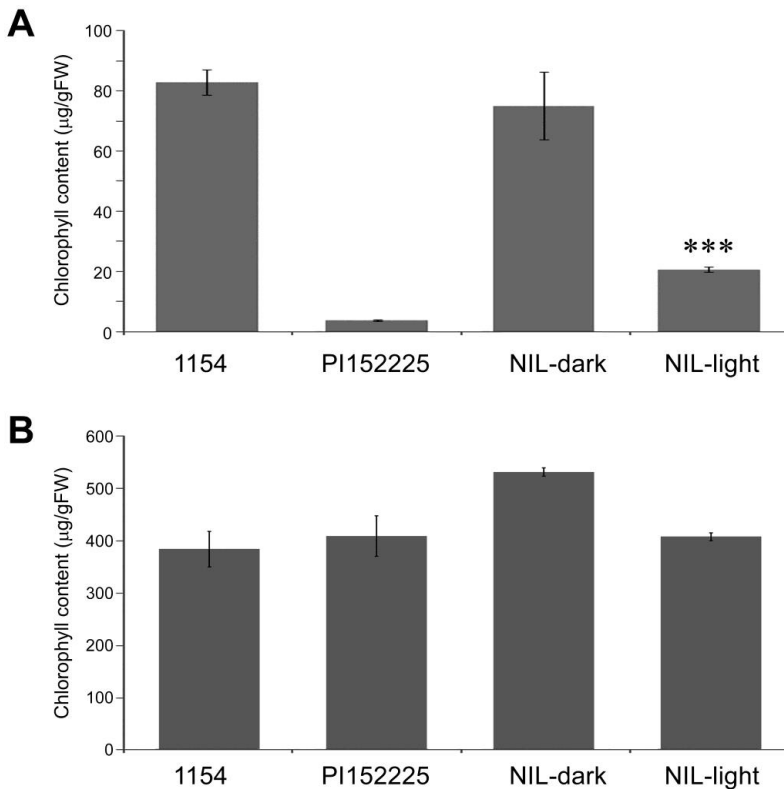 A
Chlorophyll content (µg/gFW)
100
80
60
40
20
0
***
1154 PI152225 NIL-dark NIL-light
B
Chlorophyll content (µg/gFW)
600
500
400
300
200
100
0
1154 PI152225 NIL-dark NIL-light